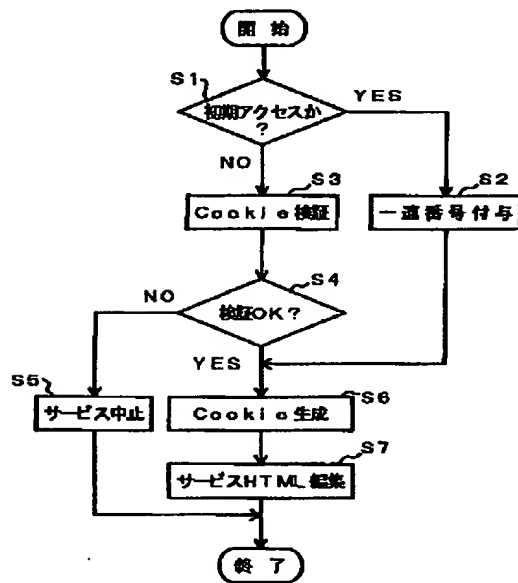 開 始
S1
初期アクセスか
?
YES
NO
S3
S2
Cookie検証
一連番号付与
S4
NO
検証OK?
YES
S5
S6
サービス中止
Cookie生成
S7
サービスHTML編集
終 了